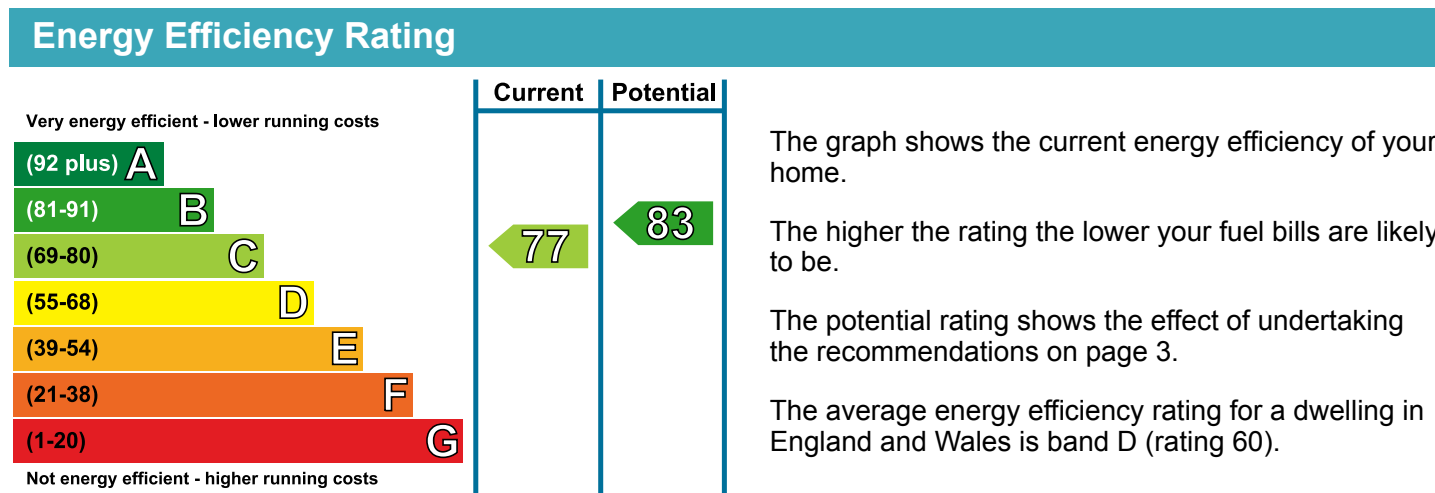 Energy Efficiency Rating
Current Potential
Very energy efficient - lower running costs
(92 plus) A
(81-91) B
(69-80) C
(55-68) D
(39-54) E
(21-38) F
(1-20) G
Not energy efficient - higher running costs
77
83
The graph shows the current energy efficiency of your
home.
The higher the rating the lower your fuel bills are likely
to be.
The potential rating shows the effect of undertaking
the recommendations on page 3.
The average energy efficiency rating for a dwelling in
England and Wales is band D (rating 60).